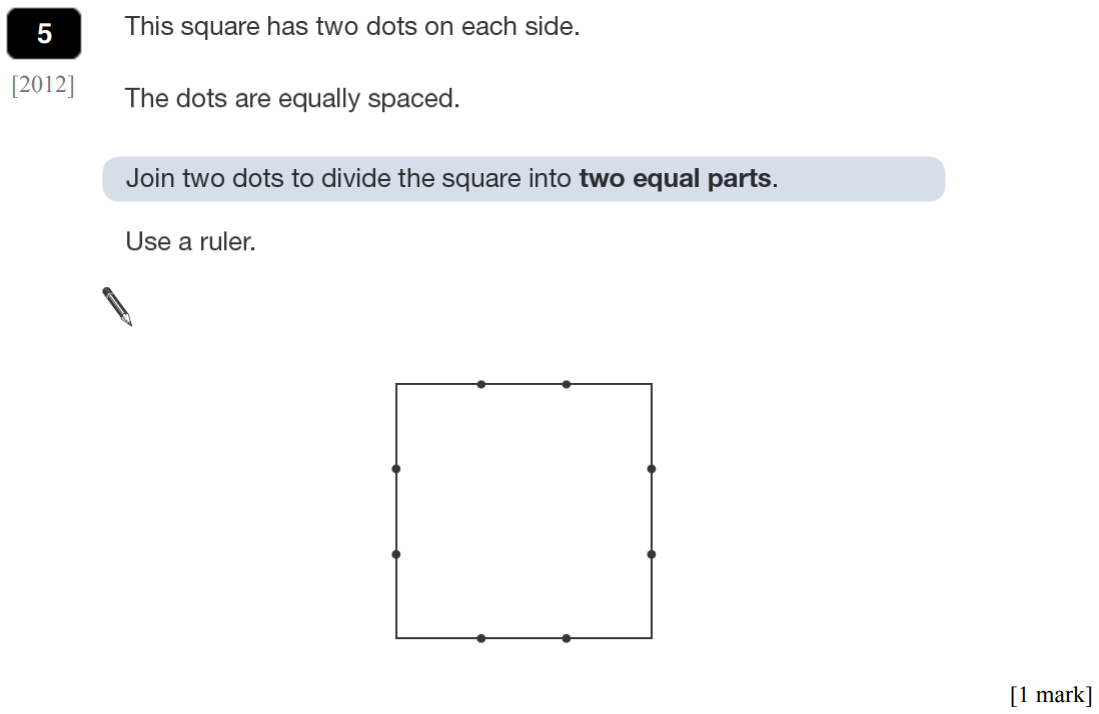 5
This square has two dots on each side.
[2012]
The dots are equally spaced.
Join two dots to divide the square into two equal parts.
Use a ruler.
[1 mark]